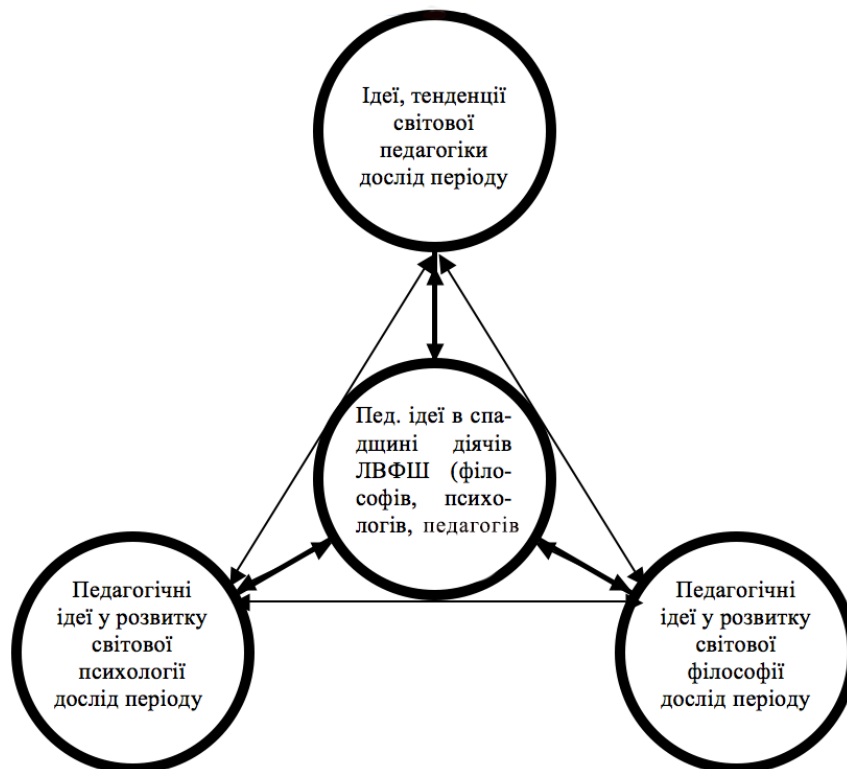 Ідеї, тенденції
світової
педагогіки
дослід періоду
Пед. ідеї в спа-
дщині діячів
ЛВФШ (філо-
софів, психо-
логів, педагогів
Педагогічні
ідеї у розвитку
світової
психології
дослід періоду
Педагогічні
ідеї у розвитку
світової
філософії
дослід періоду